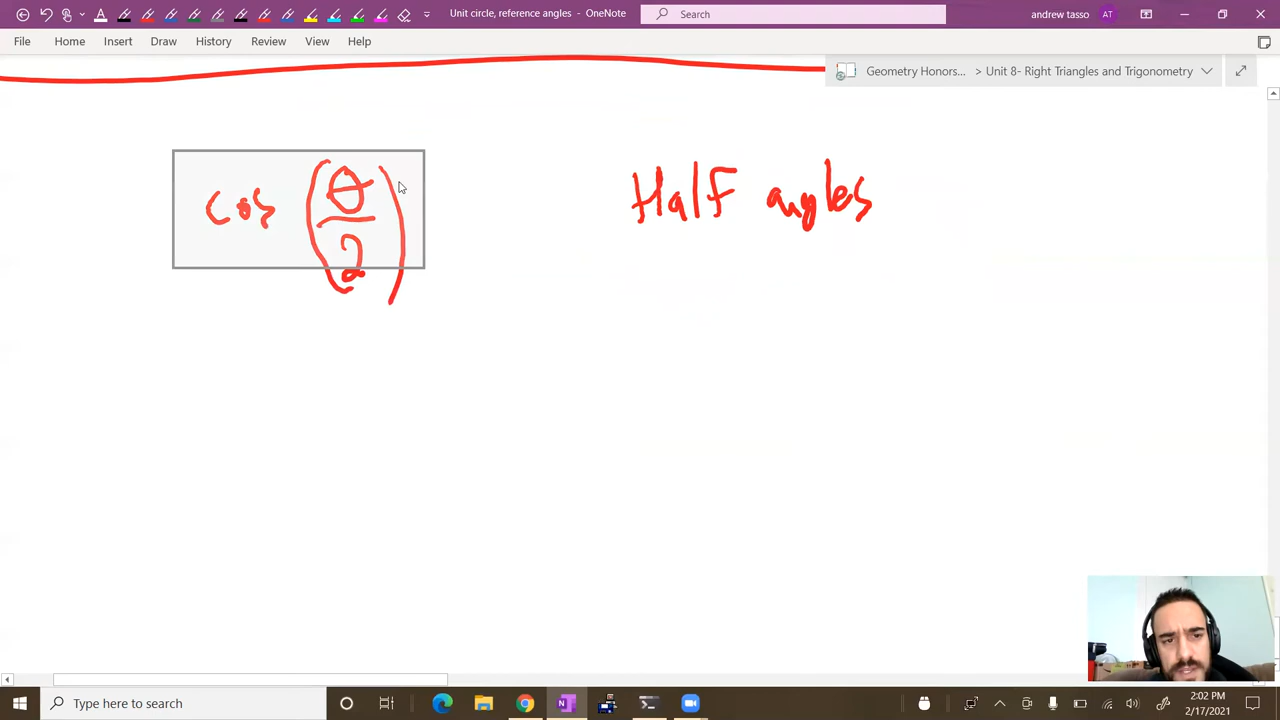 Unit circle, reference angles - OneNote
Search
andrew tasso
AT
File Home Insert Draw History Review View Help
Geometry Honors... > Unit 8- Right Triangles and Trigonometry
cos (θ/2)
Half angles
Type here to search
2:02 PM
2/17/2021